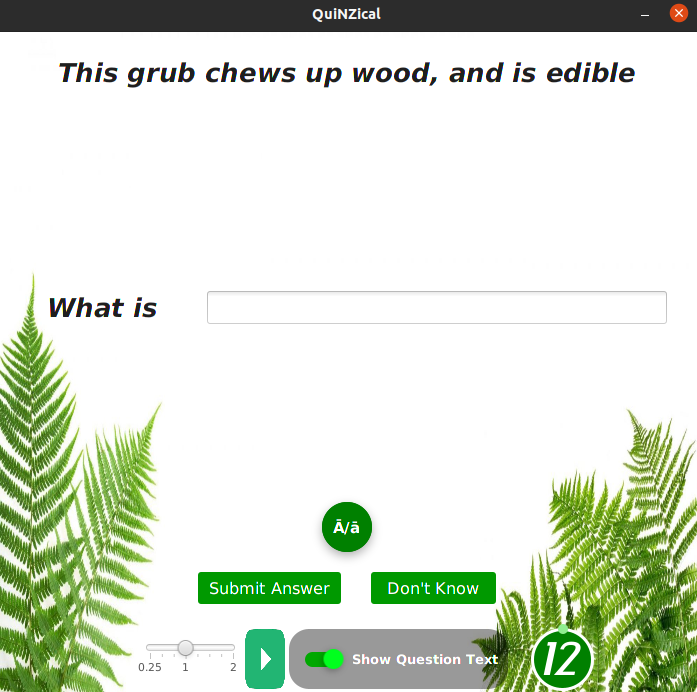 QuiNZical
This grub chews up wood, and is edible
What is
Ā/ā
Submit Answer Don't Know
0.25 1 2
Show Question Text
12